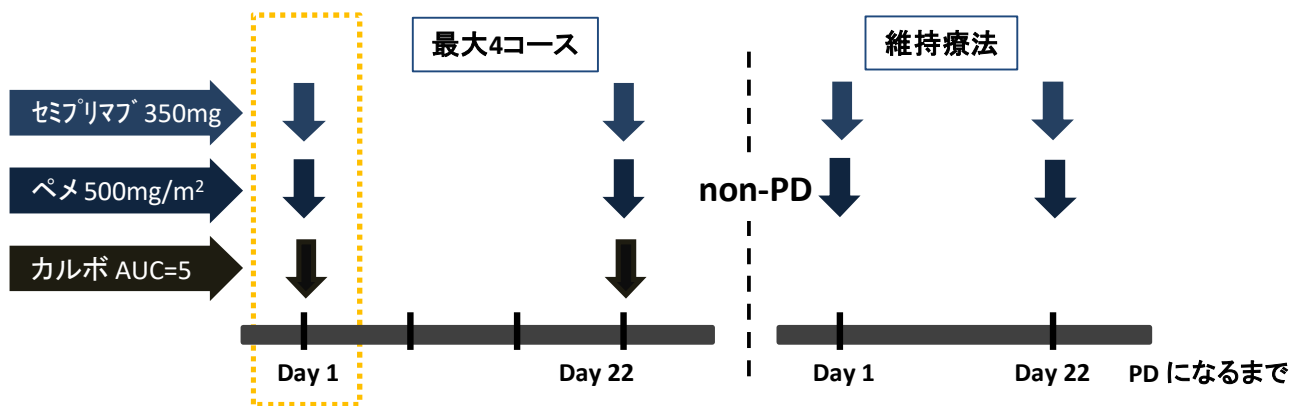 最大4コース
維持療法
セミプリマブ 350mg
ペメ 500mg/m²
non-PD
カルボ AUC=5
Day 1
Day 22
Day 1
Day 22
PD になるまで